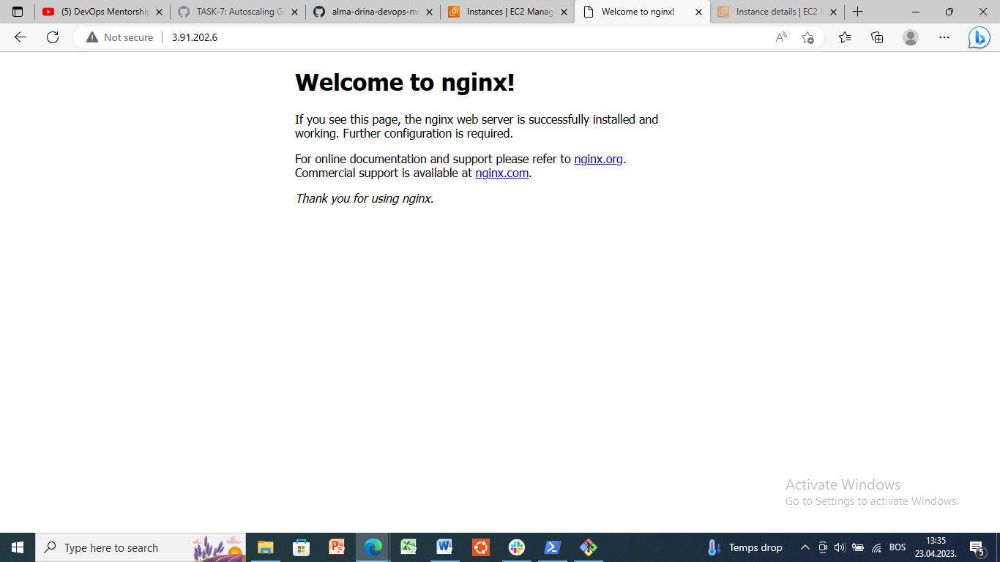 (5) DevOps Mentorship
TASK-7: Autoscaling G
alma-drina-devops-me
Instances | EC2 Manag
Welcome to nginx!
Instance details | EC2 M
Not secure
3.91.202.6
Welcome to nginx!
If you see this page, the nginx web server is successfully installed and
working. Further configuration is required.
For online documentation and support please refer to nginx.org.
Commercial support is available at nginx.com.
Thank you for using nginx.
Activate Windows
Go to Settings to activate Windows.
Type here to search
Temps drop
BOS
13:35
23.04.2023.
5